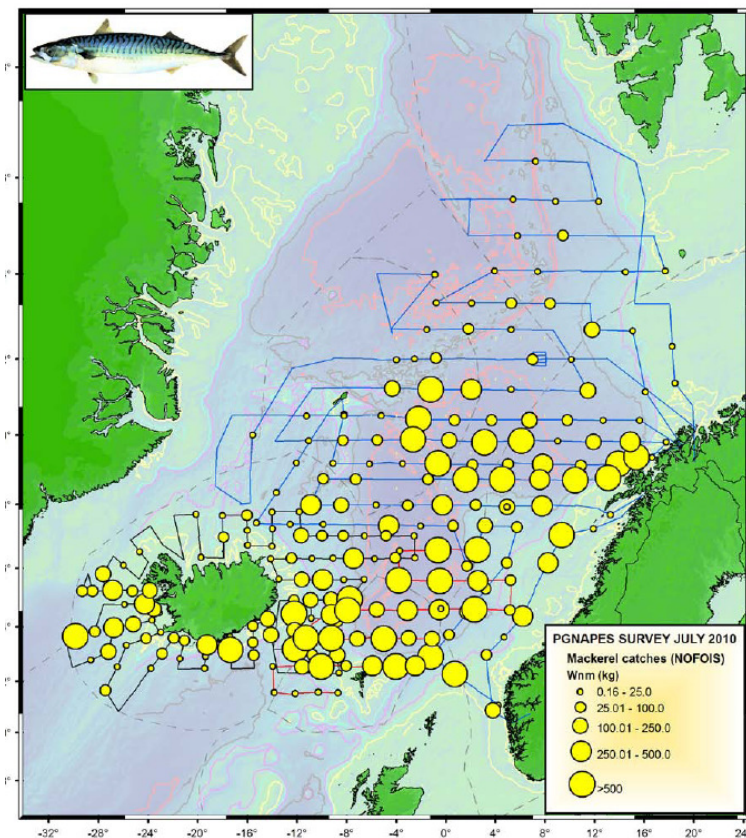 PGNAPES SURVEY JULY 2010
Mackerel catches (NOFOIS)
Wnm (kg)
0.16 - 25.0
25.01 - 100.0
100.01 - 250.0
250.01 - 500.0
>500
-32° -28° -24° -20° -16° -12° -8° -4° 0° 4° 8° 12° 16° 20° 24